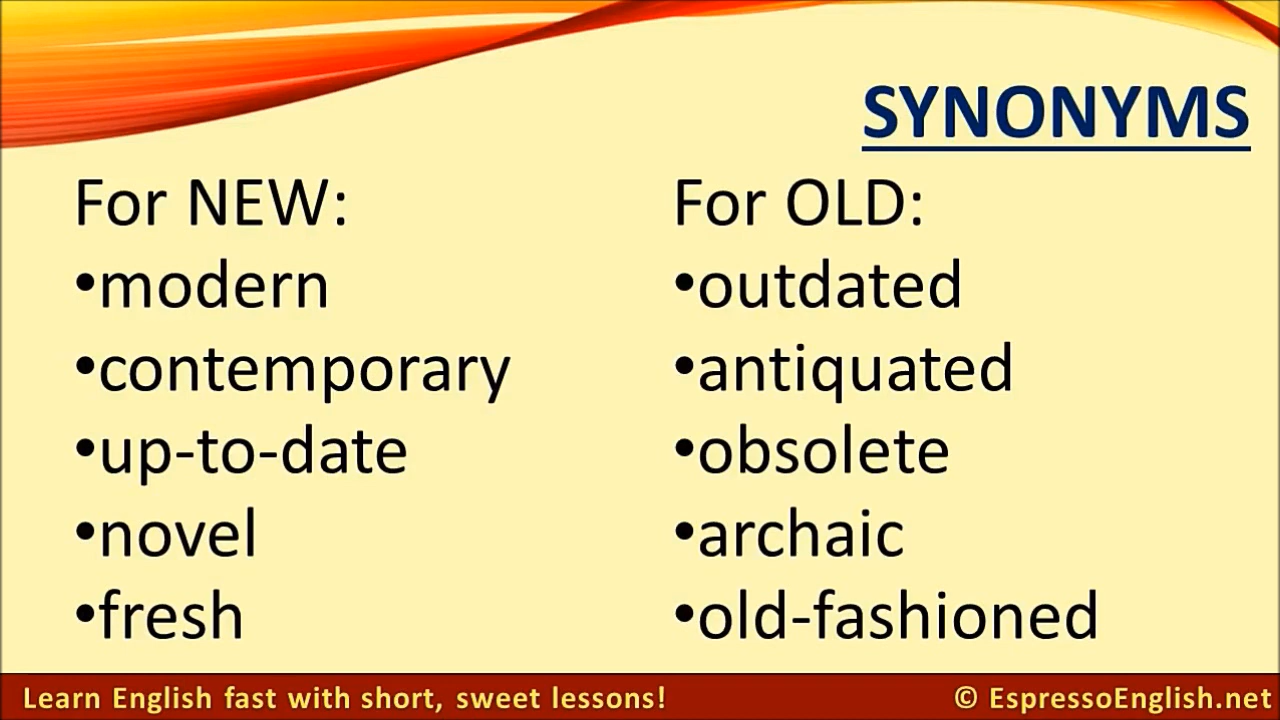 SYNONYMS
For NEW:
•modern
•contemporary
•up-to-date
•novel
•fresh
For OLD:
•outdated
•antiquated
•obsolete
•archaic
•old-fashioned
Learn English fast with short, sweet lessons!
© EspressoEnglish.net